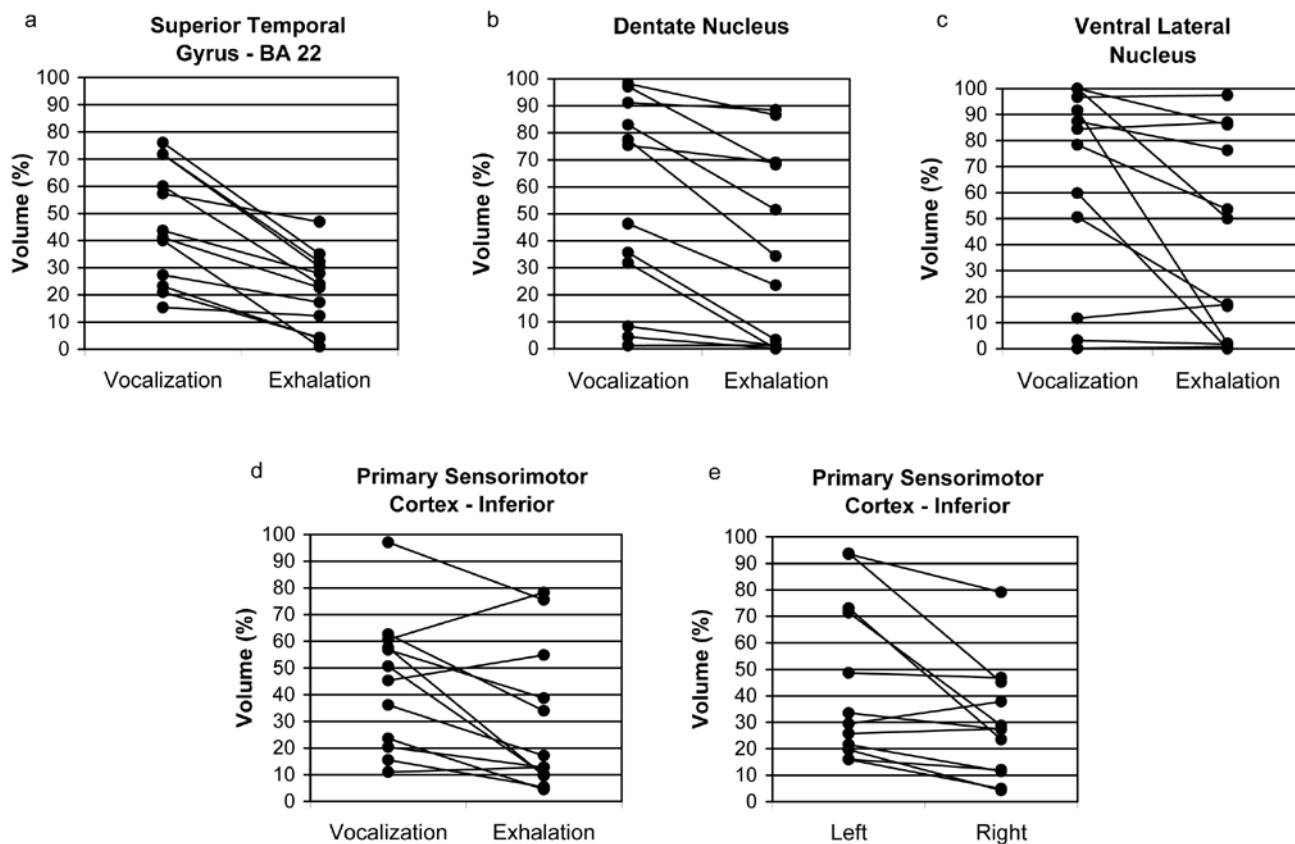 a
Superior Temporal
Gyrus - BA 22
Volume (%)
100
90
80
70
60
50
40
30
20
10
0
Vocalization Exhalation
b
Dentate Nucleus
Volume (%)
100
90
80
70
60
50
40
30
20
10
0
Vocalization Exhalation
c
Ventral Lateral
Nucleus
Volume (%)
100
90
80
70
60
50
40
30
20
10
0
Vocalization Exhalation
d
Primary Sensorimotor
Cortex - Inferior
Volume (%)
100
90
80
70
60
50
40
30
20
10
0
Vocalization Exhalation
e
Primary Sensorimotor
Cortex - Inferior
Volume (%)
100
90
80
70
60
50
40
30
20
10
0
Left Right